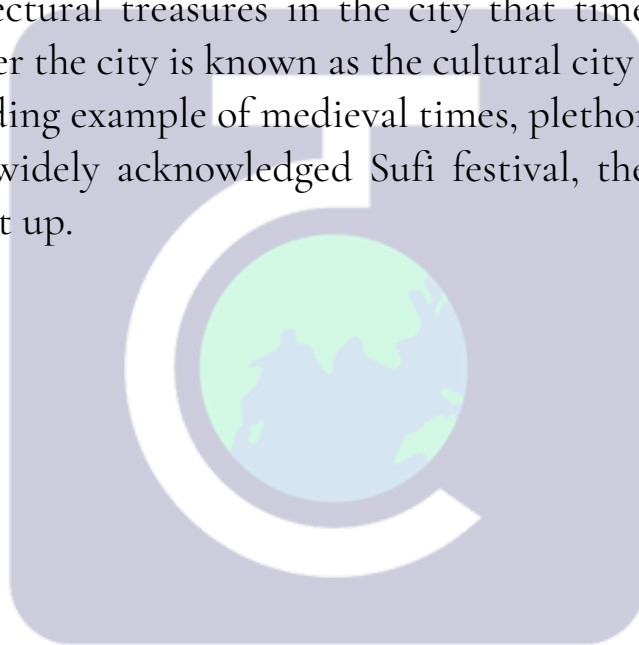 ectural treasures in the city that time
er the city is known as the cultural city
ding example of medieval times, plethor
widely acknowledged Sufi festival, the
t up.